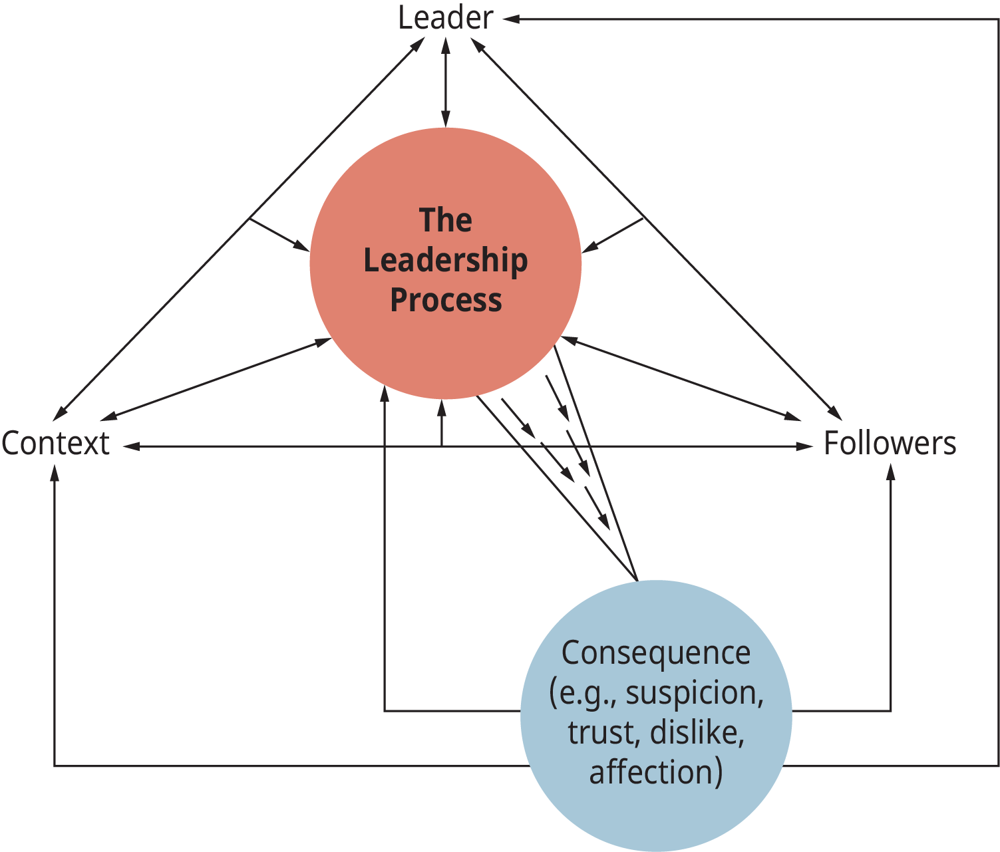 Leader
The
Leadership
Process
Context
Followers
Consequence
(e.g., suspicion,
trust, dislike,
affection)